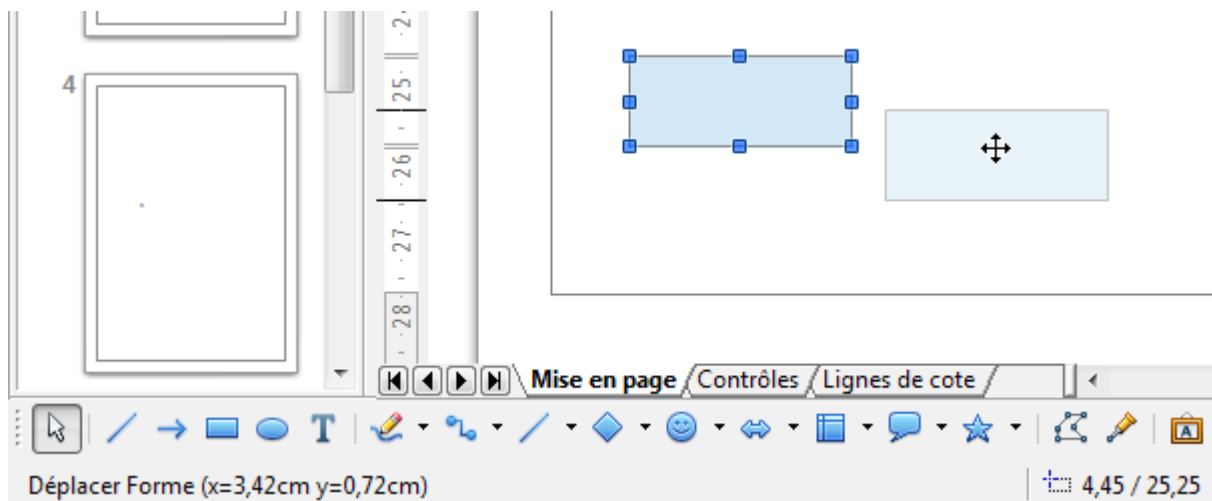 4
24
25
26
27
28
Mise en page Contrôles Lignes de cote
T A
Déplacer Forme (x=3,42cm y=0,72cm) 4,45 / 25,25